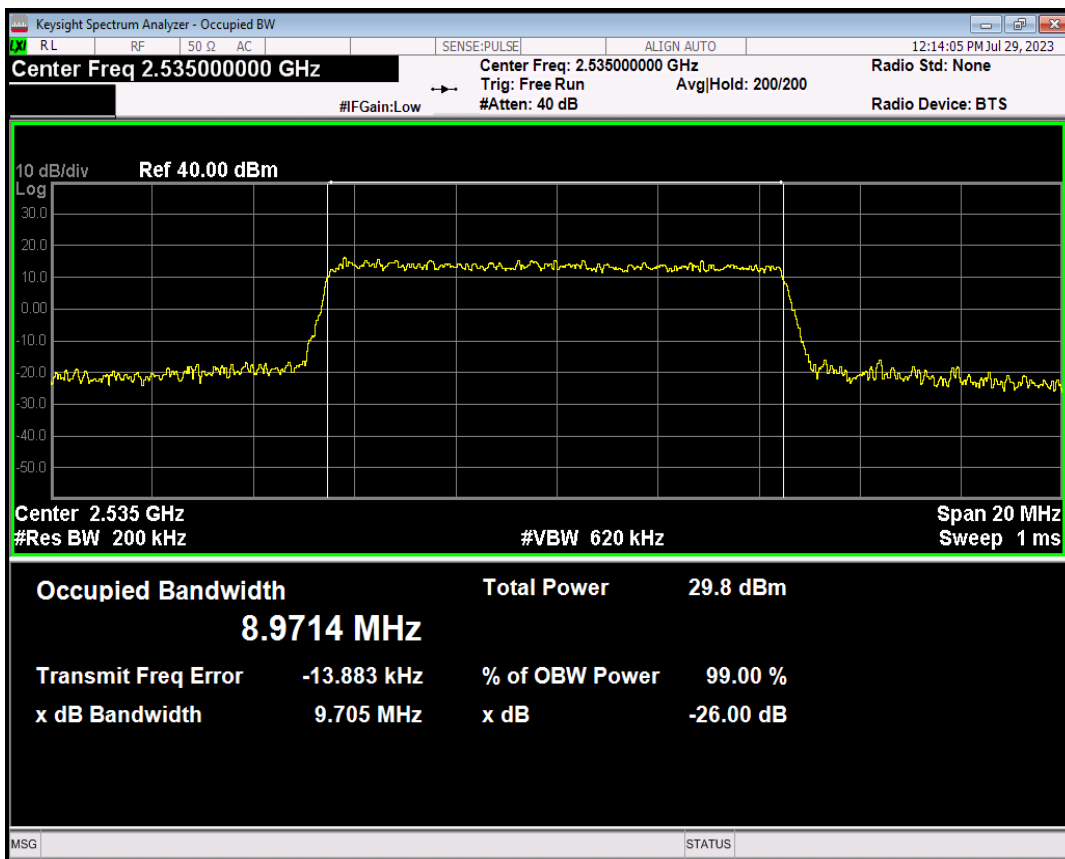 Keysight Spectrum Analyzer - Occupied BW
LXI RL RF 50 Ω AC SENSE:PULSE ALIGN AUTO 12:14:05 PM Jul 29, 2023
Center Freq 2.535000000 GHz Center Freq: 2.535000000 GHz Radio Std: None
Trig: Free Run Avg|Hold: 200/200
#IFGain:Low #Atten: 40 dB Radio Device: BTS
10 dB/div Ref 40.00 dBm
Log
30.0
20.0
10.0
0.00
-10.0
-20.0
-30.0
-40.0
-50.0
Center 2.535 GHz Span 20 MHz
#Res BW 200 kHz #VBW 620 kHz Sweep 1 ms
Occupied Bandwidth Total Power 29.8 dBm
8.9714 MHz
Transmit Freq Error -13.883 kHz % of OBW Power 99.00 %
x dB Bandwidth 9.705 MHz x dB -26.00 dB
MSG STATUS